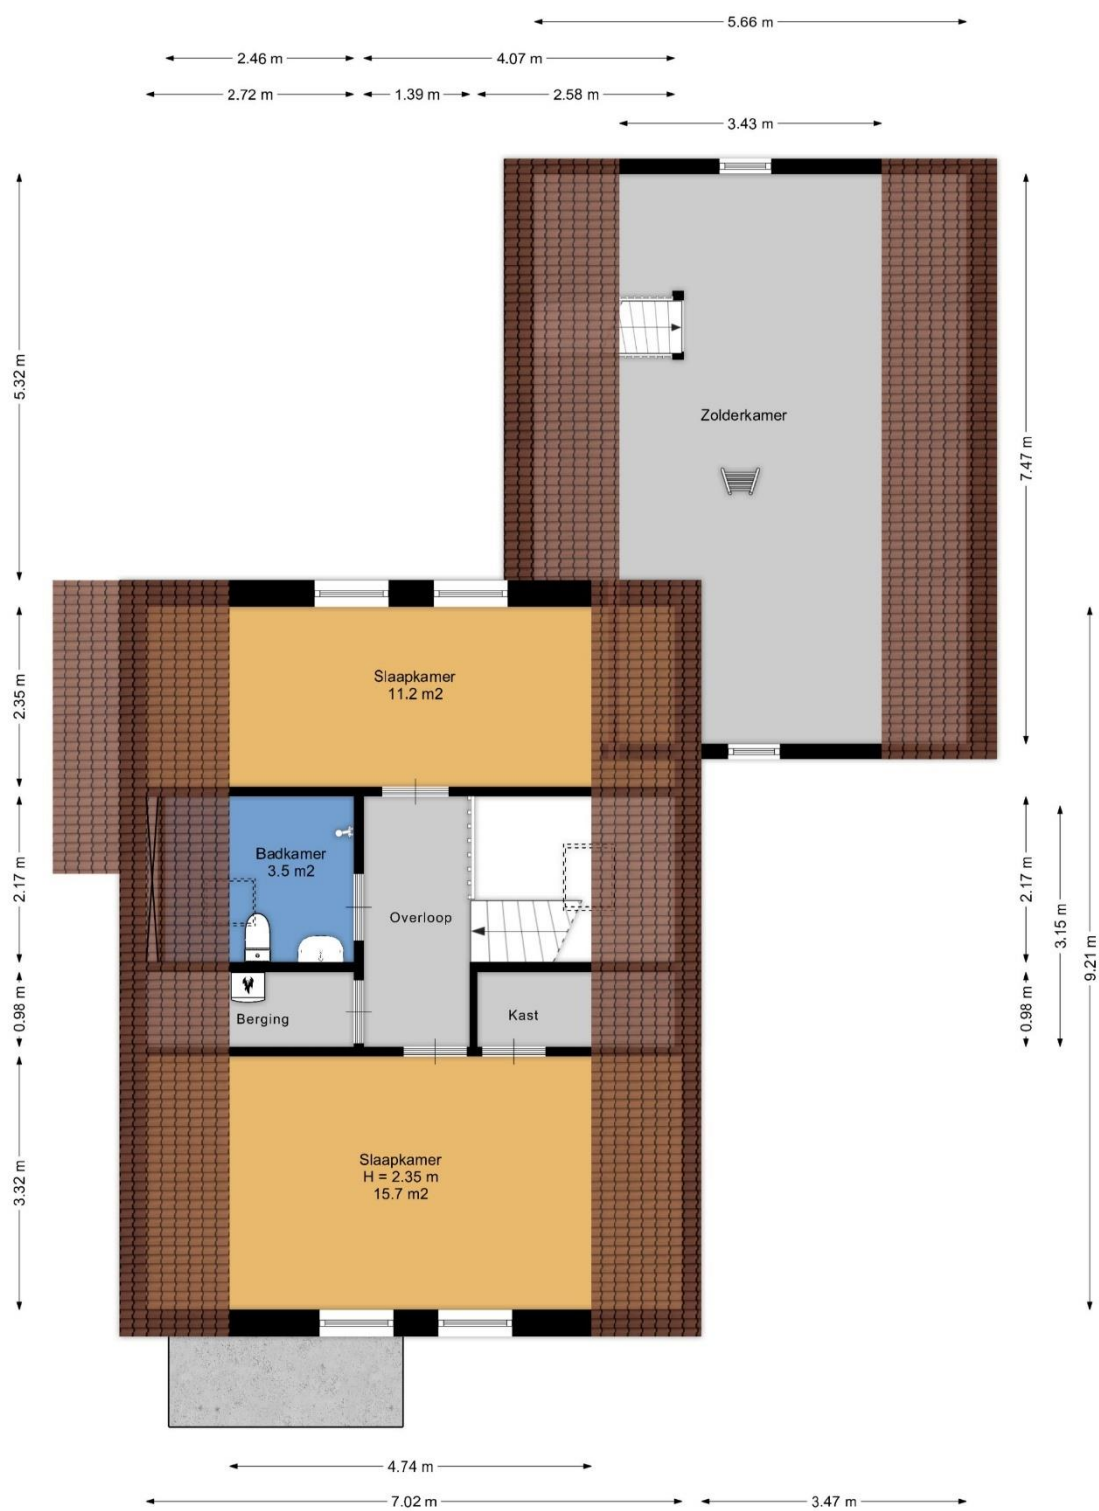 5.66 m
2.46 m
4.07 m
2.72 m
1.39 m
2.58 m
3.43 m
5.32 m
7.47 m
Zolderkamer
2.35 m
Slaapkamer
11.2 m2
9.21 m
2.17 m
Badkamer
3.5 m2
Overloop
2.17 m
3.15 m
0.98 m
Berging
Kast
0.98 m
3.32 m
Slaapkamer
H = 2.35 m
15.7 m2
4.74 m
7.02 m
3.47 m